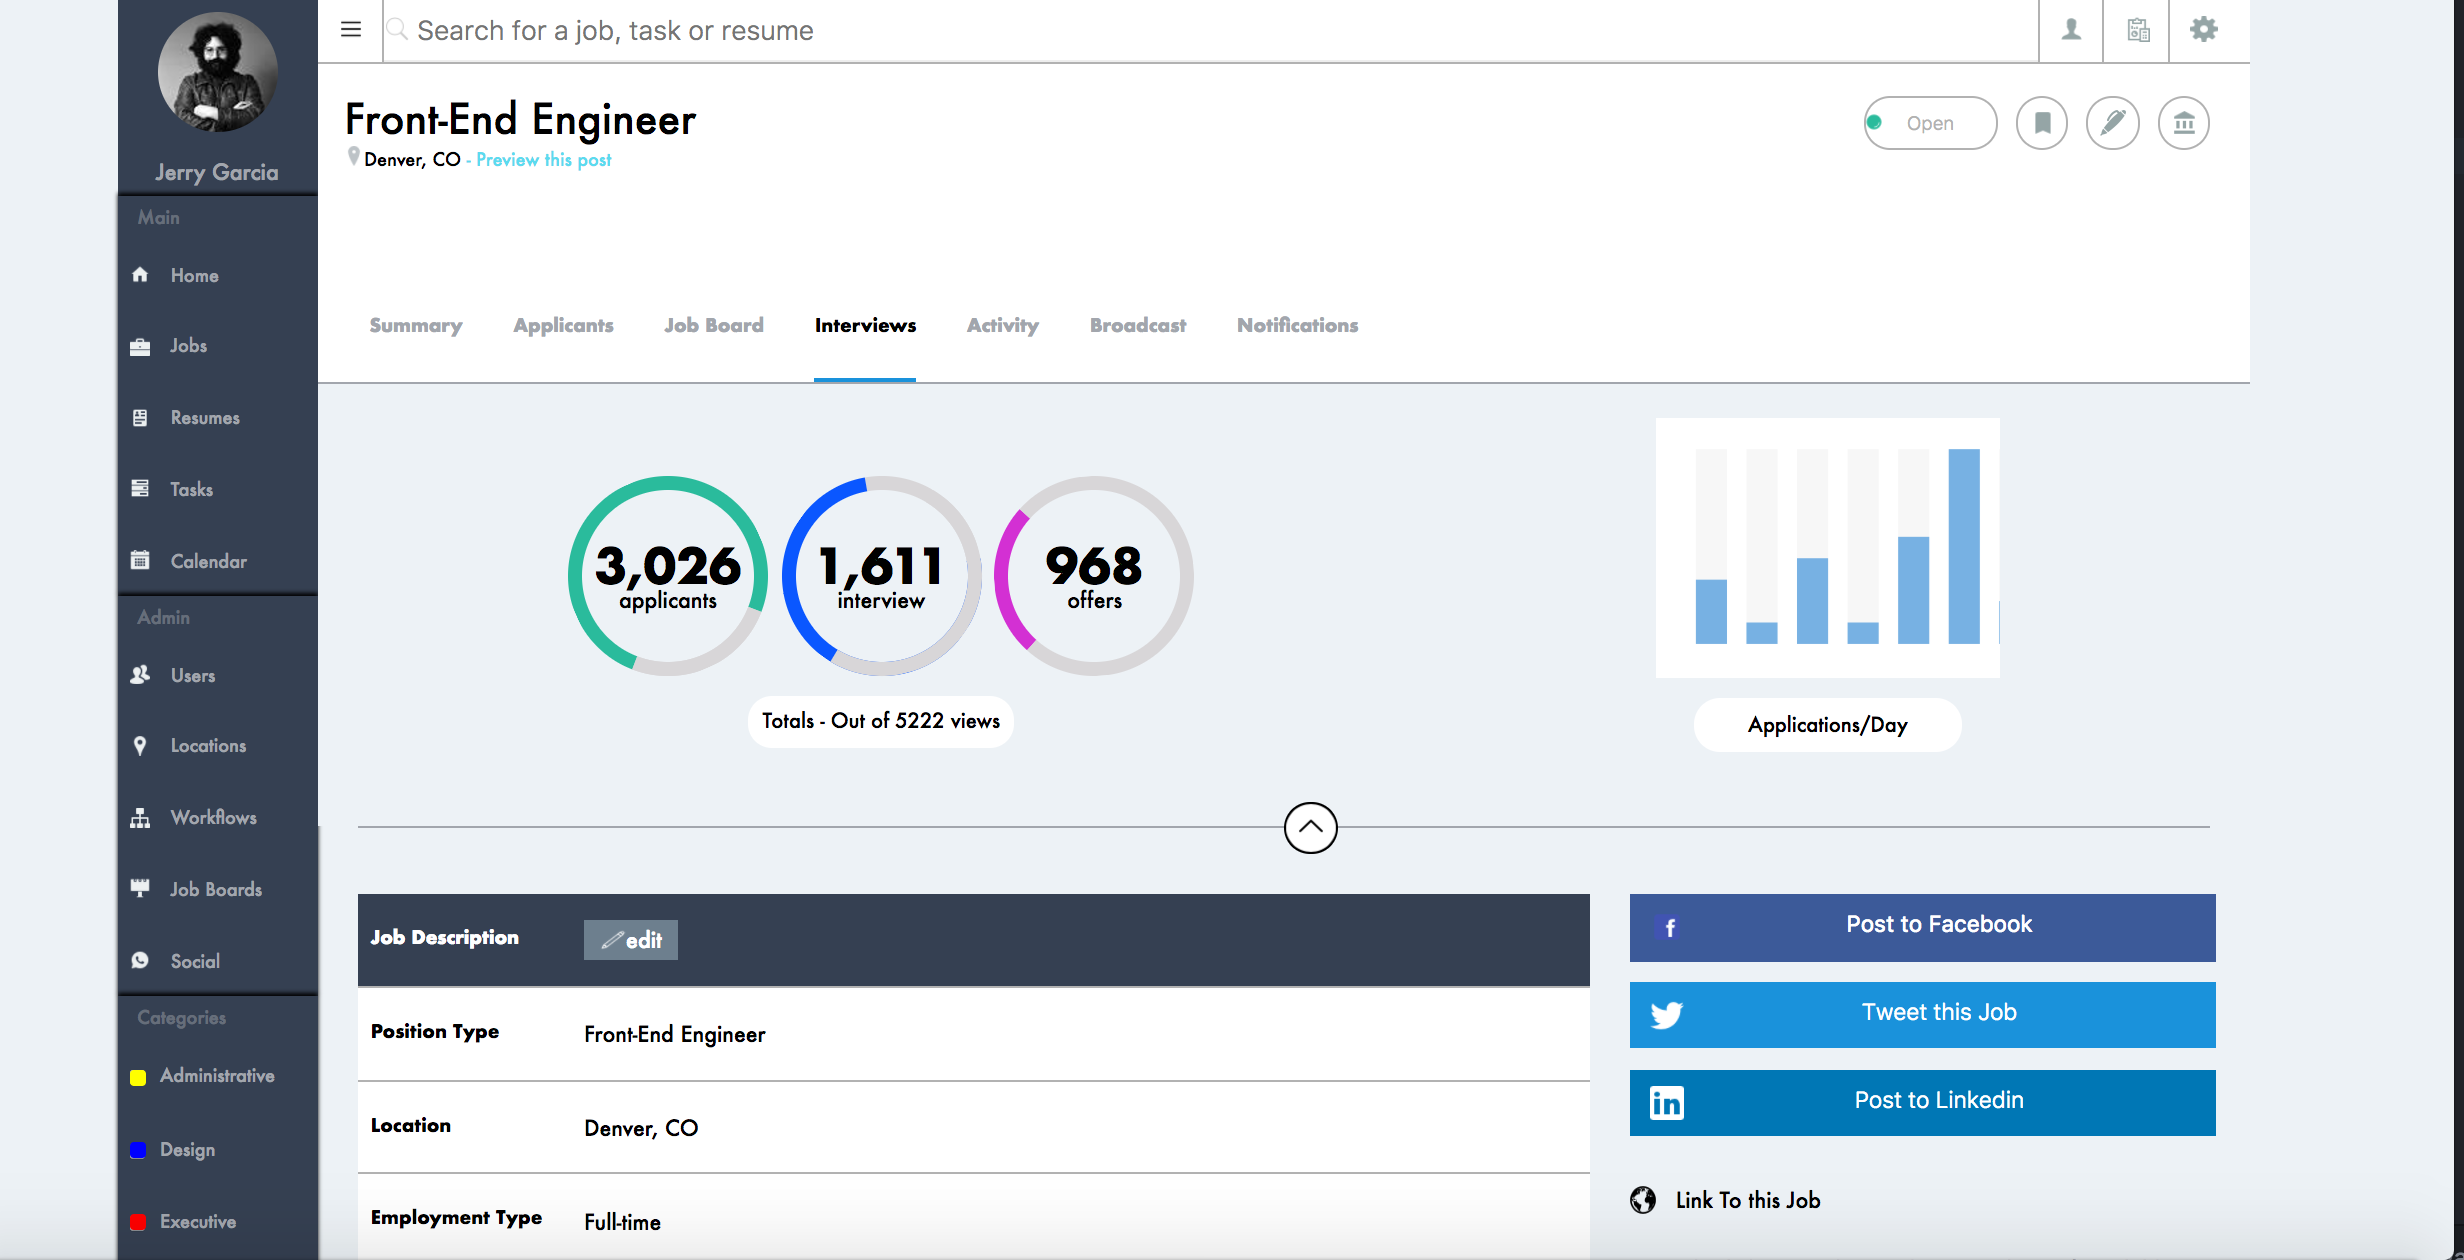 Jerry Garcia
Main
Home
Jobs
Resumes
Tasks
Calendar
Admin
Users
Locations
Workflows
Job Boards
Social
Categories
Administrative
Design
Executive
Search for a job, task or resume
Front-End Engineer
Denver, CO - Preview this post
Open
Summary Applicants Job Board Interviews Activity Broadcast Notifications
3,026
applicants
1,611
interview
968
offers
Totals - Out of 5222 views
Applications/Day
Job Description edit
Position Type Front-End Engineer
Location Denver, CO
Employment Type Full-time
f Post to Facebook
Tweet this Job
in Post to Linkedin
Link To this Job